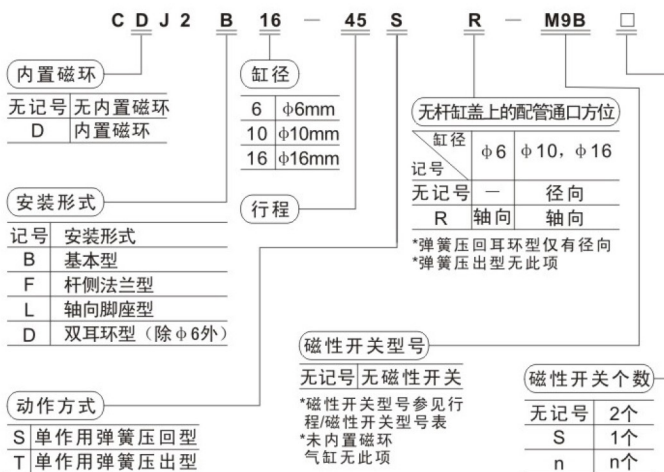 C D J 2 B 16 — 45 S R — M9B □
内置磁环
无记号 无内置磁环
D 内置磁环
缸径
6 φ6mm
10 φ10mm
16 φ16mm
无杆缸盖上的配管通口方位
缸径 记号 φ6 φ10，φ16
无记号 — 径向
R 轴向 轴向
*弹簧压回耳环型仅有径向
*弹簧压出型无此项
安装形式
记号 安装形式
B 基本型
F 杆侧法兰型
L 轴向脚座型
D 双耳环型（除φ6外）
行程
磁性开关型号
无记号 无磁性开关
*磁性开关型号参见行
程/磁性开关型号表
*未内置磁环
气缸无此项
磁性开关个数
无记号 2个
S 1个
n n个
动作方式
S 单作用弹簧压回型
T 单作用弹簧压出型